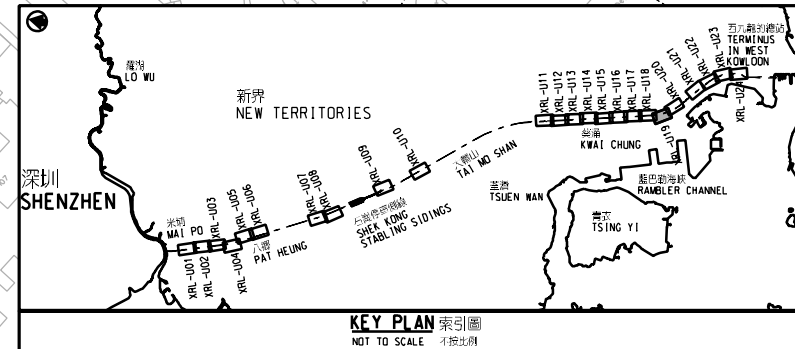 羅湖
LO WU
深圳
SHENZHEN
新界
NEW TERRITORIES
米埔
MAI PO
XRL-U01
XRL-U02
XRL-U03
XRL-U04
XRL-U05
XRL-U06
八鄉
PAT HEUNG
XRL-U07
XRL-U08
XRL-U09
石崗停車側線
SHEK KONG
STABLING SIDINGS
XRL-U10
大帽山
TAI MO SHAN
XRL-U11
XRL-U12
XRL-U13
XRL-U14
XRL-U15
XRL-U16
XRL-U17
XRL-U18
葵涌
KWAI CHUNG
XRL-U19
XRL-U20
XRL-U21
XRL-U22
XRL-U23
XRL-U24
西九龍的總站
TERMINUS
IN WEST
KOWLOON
荃灣
TSUEN WAN
藍巴勒海峽
RAMBLER CHANNEL
青衣
TSING YI
KEY PLAN 索引圖
NOT TO SCALE 不按比例